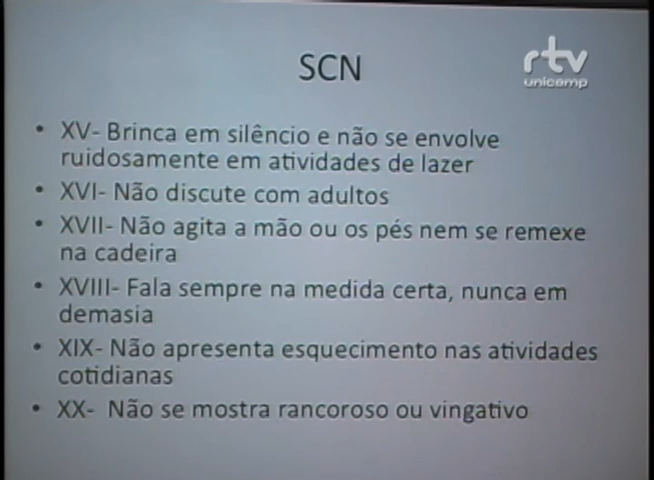 SCN
rtv
unicamp
• XV- Brinca em silêncio e não se envolve
ruidosamente em atividades de lazer
• XVI- Não discute com adultos
• XVII- Não agita a mão ou os pés nem se remexe
na cadeira
• XVIII- Fala sempre na medida certa, nunca em
demasia
• XIX- Não apresenta esquecimento nas atividades
cotidianas
• XX- Não se mostra rancoroso ou vingativo